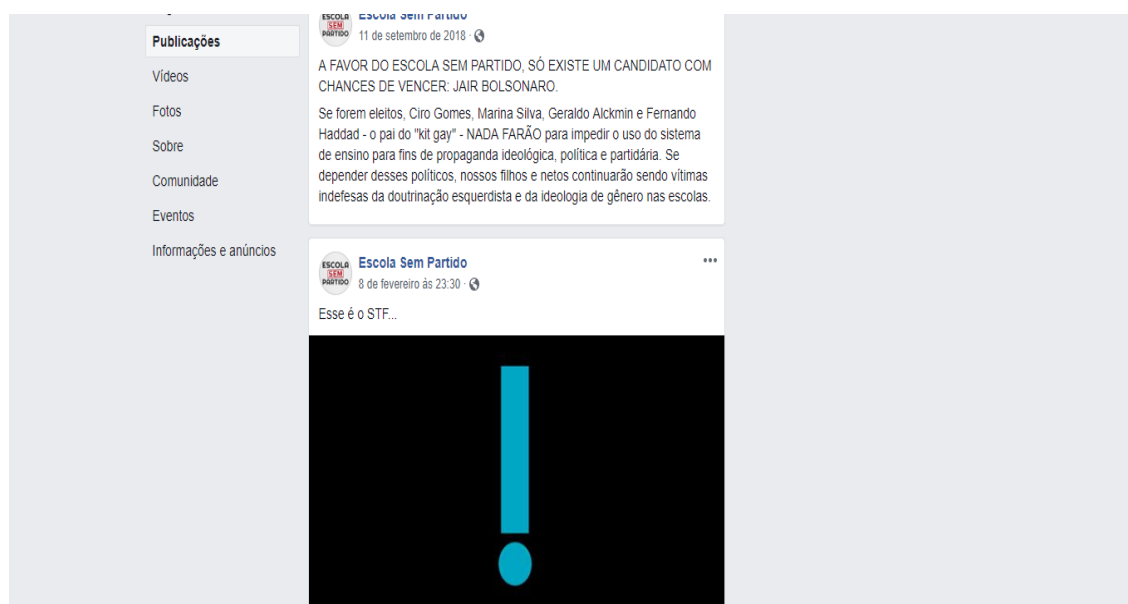 Escola Sem Partido
ESCOLA
SEM
PARTIDO
11 de setembro de 2018 ·
A FAVOR DO ESCOLA SEM PARTIDO, SÓ EXISTE UM CANDIDATO COM
CHANCES DE VENCER: JAIR BOLSONARO.
Se forem eleitos, Ciro Gomes, Marina Silva, Geraldo Alckmin e Fernando
Haddad - o pai do "kit gay" - NADA FARÃO para impedir o uso do sistema
de ensino para fins de propaganda ideológica, política e partidária. Se
depender desses políticos, nossos filhos e netos continuarão sendo vítimas
indefesas da doutrinação esquerdista e da ideologia de gênero nas escolas.
Publicações
Vídeos
Fotos
Sobre
Comunidade
Eventos
Informações e anúncios
ESCOLA
SEM
PARTIDO
Escola Sem Partido
8 de fevereiro às 23:30 ·
Esse é o STF...
!